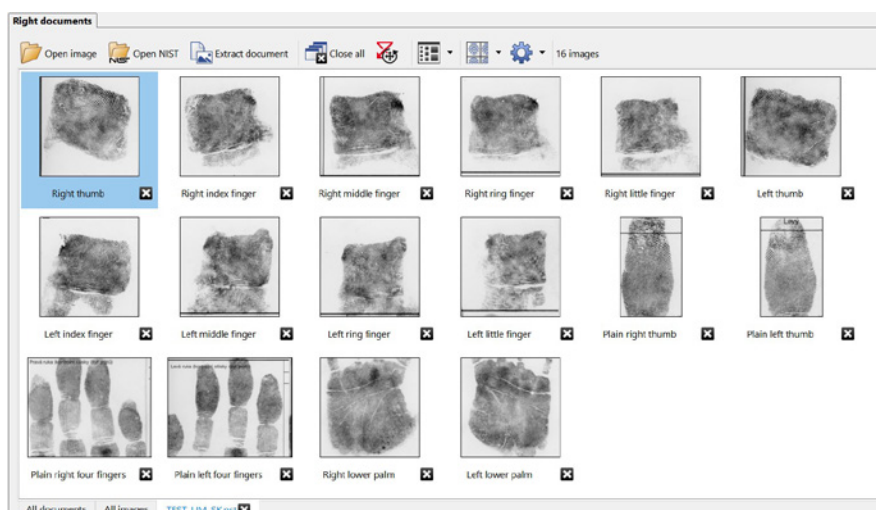 Right documents
Open image Open NIST Extract document Close all 16 images
Right thumb Right index finger Right middle finger Right ring finger Right little finger Left thumb
Left index finger Left middle finger Left ring finger Left little finger Plain right thumb Plain left thumb
Plain right four fingers Plain left four fingers Right lower palm Left lower palm
All documents All images